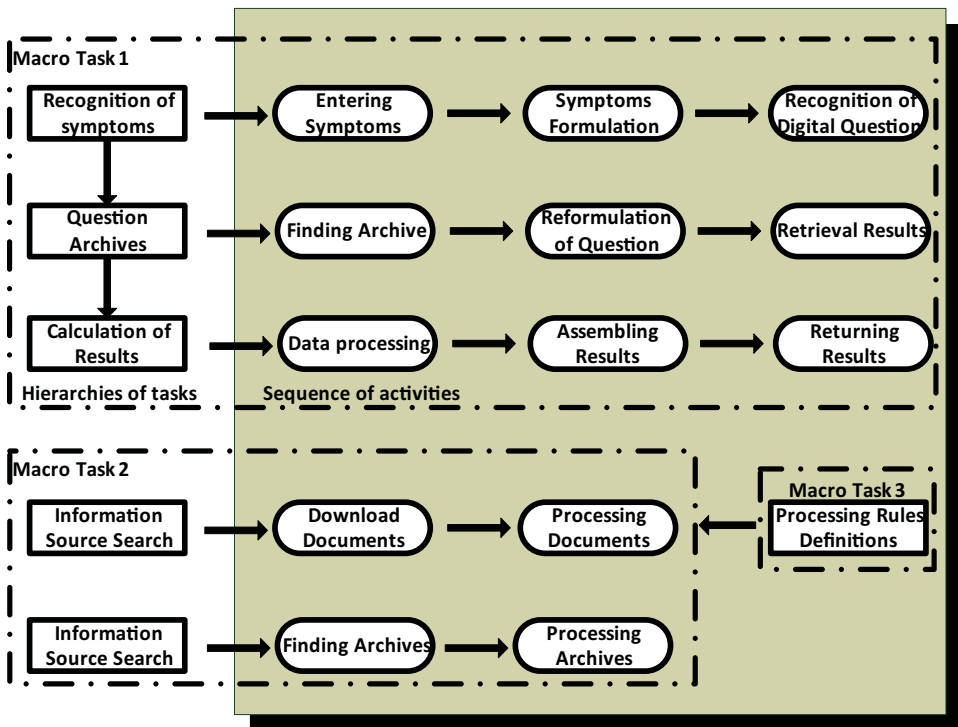 Macro Task 1
Recognition of
symptoms
Entering
Symptoms
Symptoms
Formulation
Recognition of
Digital Question
Question
Archives
Finding Archive
Reformulation
of Question
Retrieval Results
Calculation of
Results
Data processing
Assembling
Results
Returning
Results
Hierarchies of tasks
Sequence of activities
Macro Task 2
Information
Source Search
Download
Documents
Processing
Documents
Macro Task 3
Processing Rules
Definitions
Information
Source Search
Finding Archives
Processing
Archives